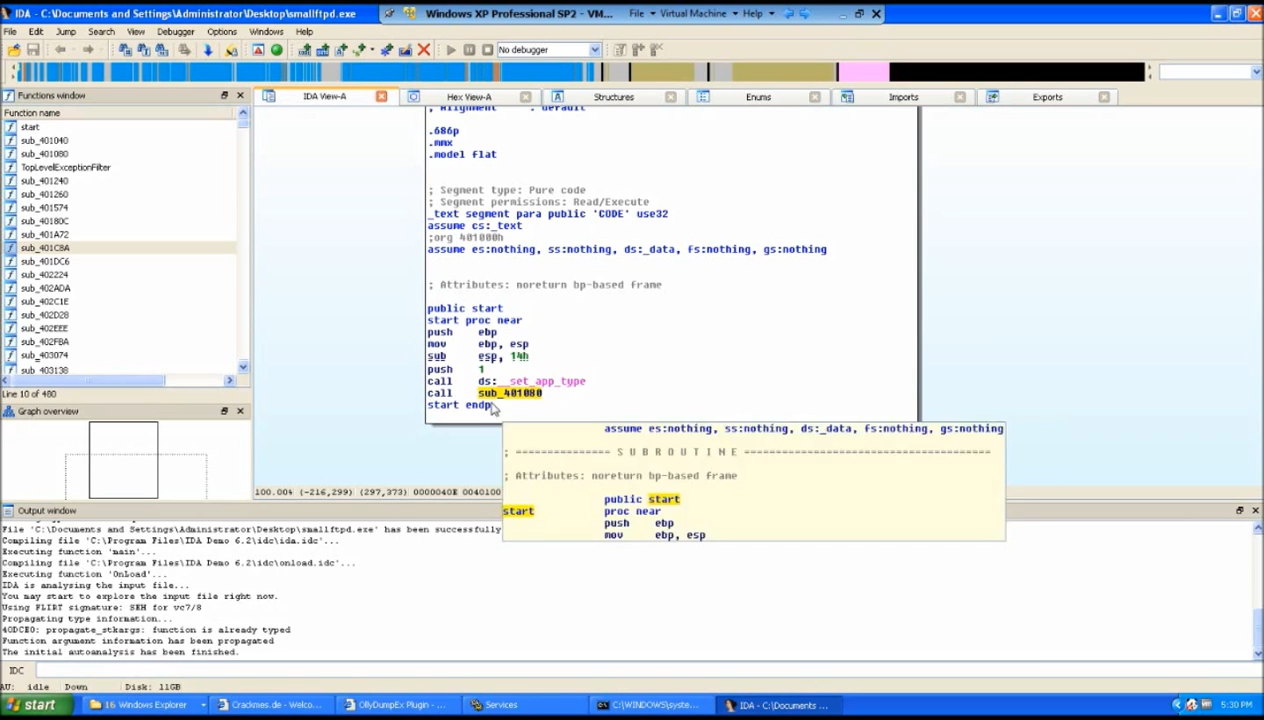 IDA - C:\Documents and Settings\Administrator\Desktop\smallftpd.exe
Windows XP Professional SP2 - VM...
File
Virtual Machine
Help
File Edit Jump Search View Debugger Options Windows Help
No debugger
Functions window
IDA View-A
Hex View-A
Structures
Enums
Imports
Exports
Function name
start
sub_401040
sub_401080
TopLevelExceptionFilter
sub_401240
sub_401260
sub_401574
sub_40180C
sub_401A72
sub_401C8A
sub_401DC6
sub_402224
sub_402ADA
sub_402C1E
sub_402D28
sub_402EEE
sub_402FBA
sub_403074
sub_403138
Line 10 of 480
Graph overview
; Alignment : default
.686p
.mmx
.model flat
; Segment type: Pure code
; Segment permissions: Read/Execute
_text segment para public 'CODE' use32
assume cs:_text
;org 401000h
assume es:nothing, ss:nothing, ds:_data, fs:nothing, gs:nothing
; Attributes: noreturn bp-based frame
public start
start proc near
push ebp
mov ebp, esp
sub esp, 14h
push 1
call ds:__set_app_type
call sub_401080
start endp
assume es:nothing, ss:nothing, ds:_data, fs:nothing, gs:nothing
; --------------- S U B R O U T I N E ---------------------------------------
; Attributes: noreturn bp-based frame
public start
start proc near
push ebp
mov ebp, esp
100.00% (-216,299) (297,373) 0000040E 0040100
Output window
File 'C:\Documents and Settings\Administrator\Desktop\smallftpd.exe' has been successfully
Compiling file 'C:\Program Files\IDA Demo 6.2\idc\ida.idc'...
Executing function 'main'...
Compiling file 'C:\Program Files\IDA Demo 6.2\idc\onload.idc'...
Executing function 'OnLoad'...
IDA is analysing the input file...
You may start to explore the input file right now.
Using FLIRT signature: SEH for vc7/8
Propagating type information...
40DCE0: propagate_stkargs: function is already typed
Function argument information has been propagated
The initial autoanalysis has been finished.
IDC
AU: idle Down Disk: 11GB
start
16 Windows Explorer
Crackmes.de - Welco...
OllyDumpEx Plugin - ...
Services
C:\WINDOWS\syste...
IDA - C:\Documents ...
5:30 PM